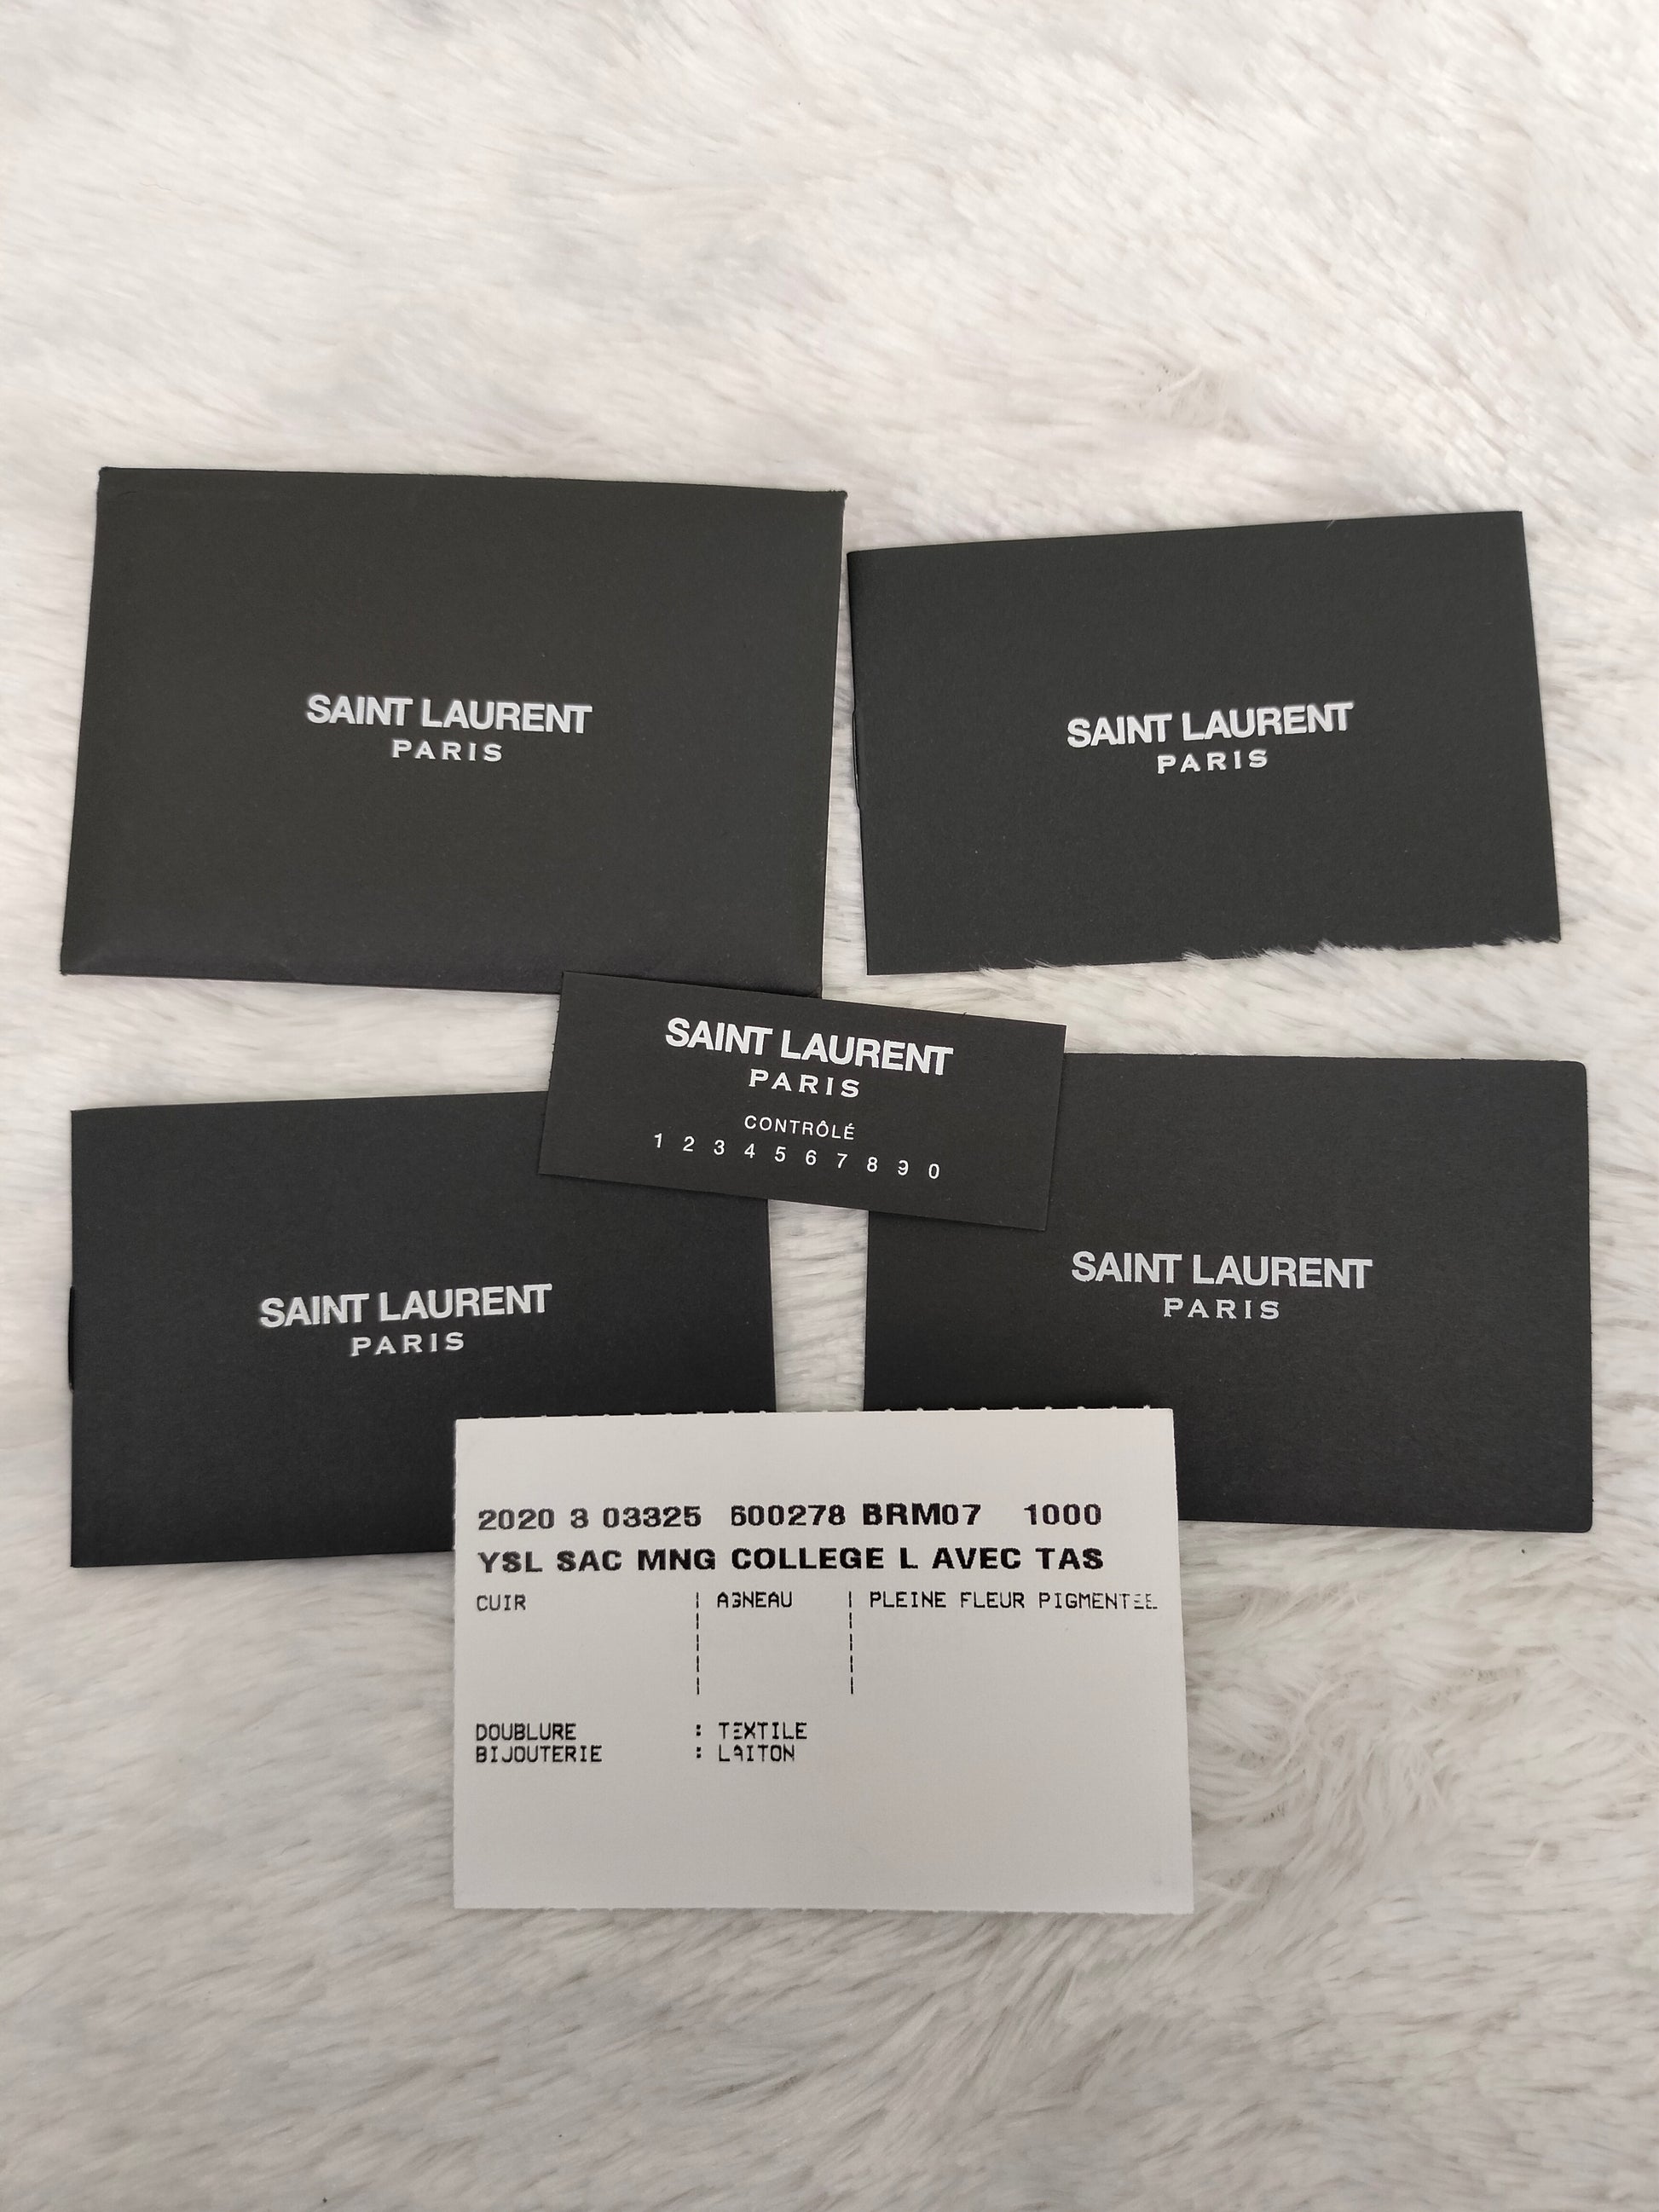 SAINT LAURENT
PARIS
SAINT LAURENT
PARIS
SAINT LAURENT
PARIS
CONTRÔLÉ
1 2 3 4 5 6 7 8 9 0
SAINT LAURENT
PARIS
SAINT LAURENT
PARIS
2020 3 03325 600278 BRM07 1000
YSL SAC MNG COLLEGE L AVEC TAS
CUIR | AGNEAU | PLEINE FLEUR PIGMENTEE
DOUBLURE : TEXTILE
BIJOUTERIE : LAITON